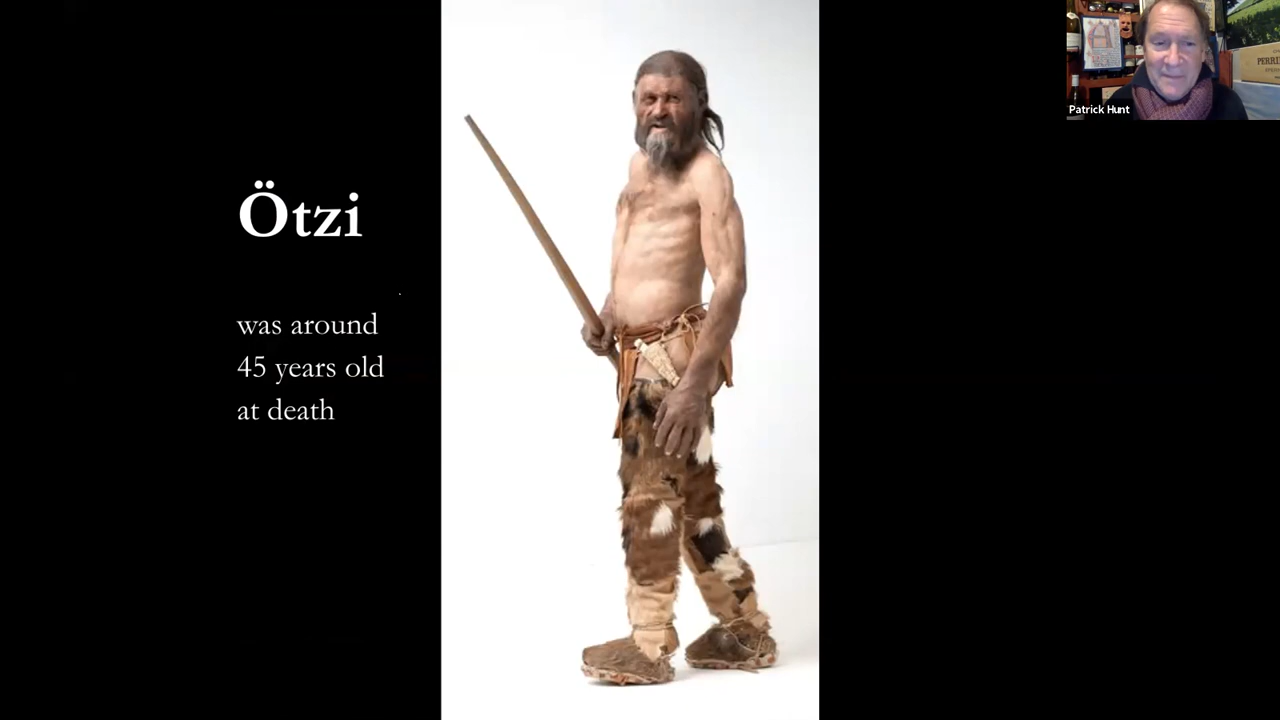 Ötzi
was around
45 years old
at death
Patrick Hunt